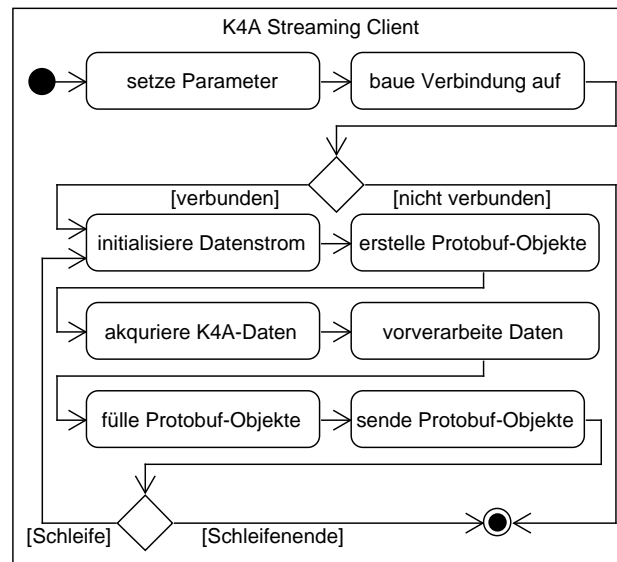 K4A Streaming Client
setze Parameter
baue Verbindung auf
[verbunden]
[nicht verbunden]
initialisiere Datenstrom
erstelle Protobuf-Objekte
akquriere K4A-Daten
vorverarbeite Daten
fülle Protobuf-Objekte
sende Protobuf-Objekte
[Schleife]
[Schleifenende]